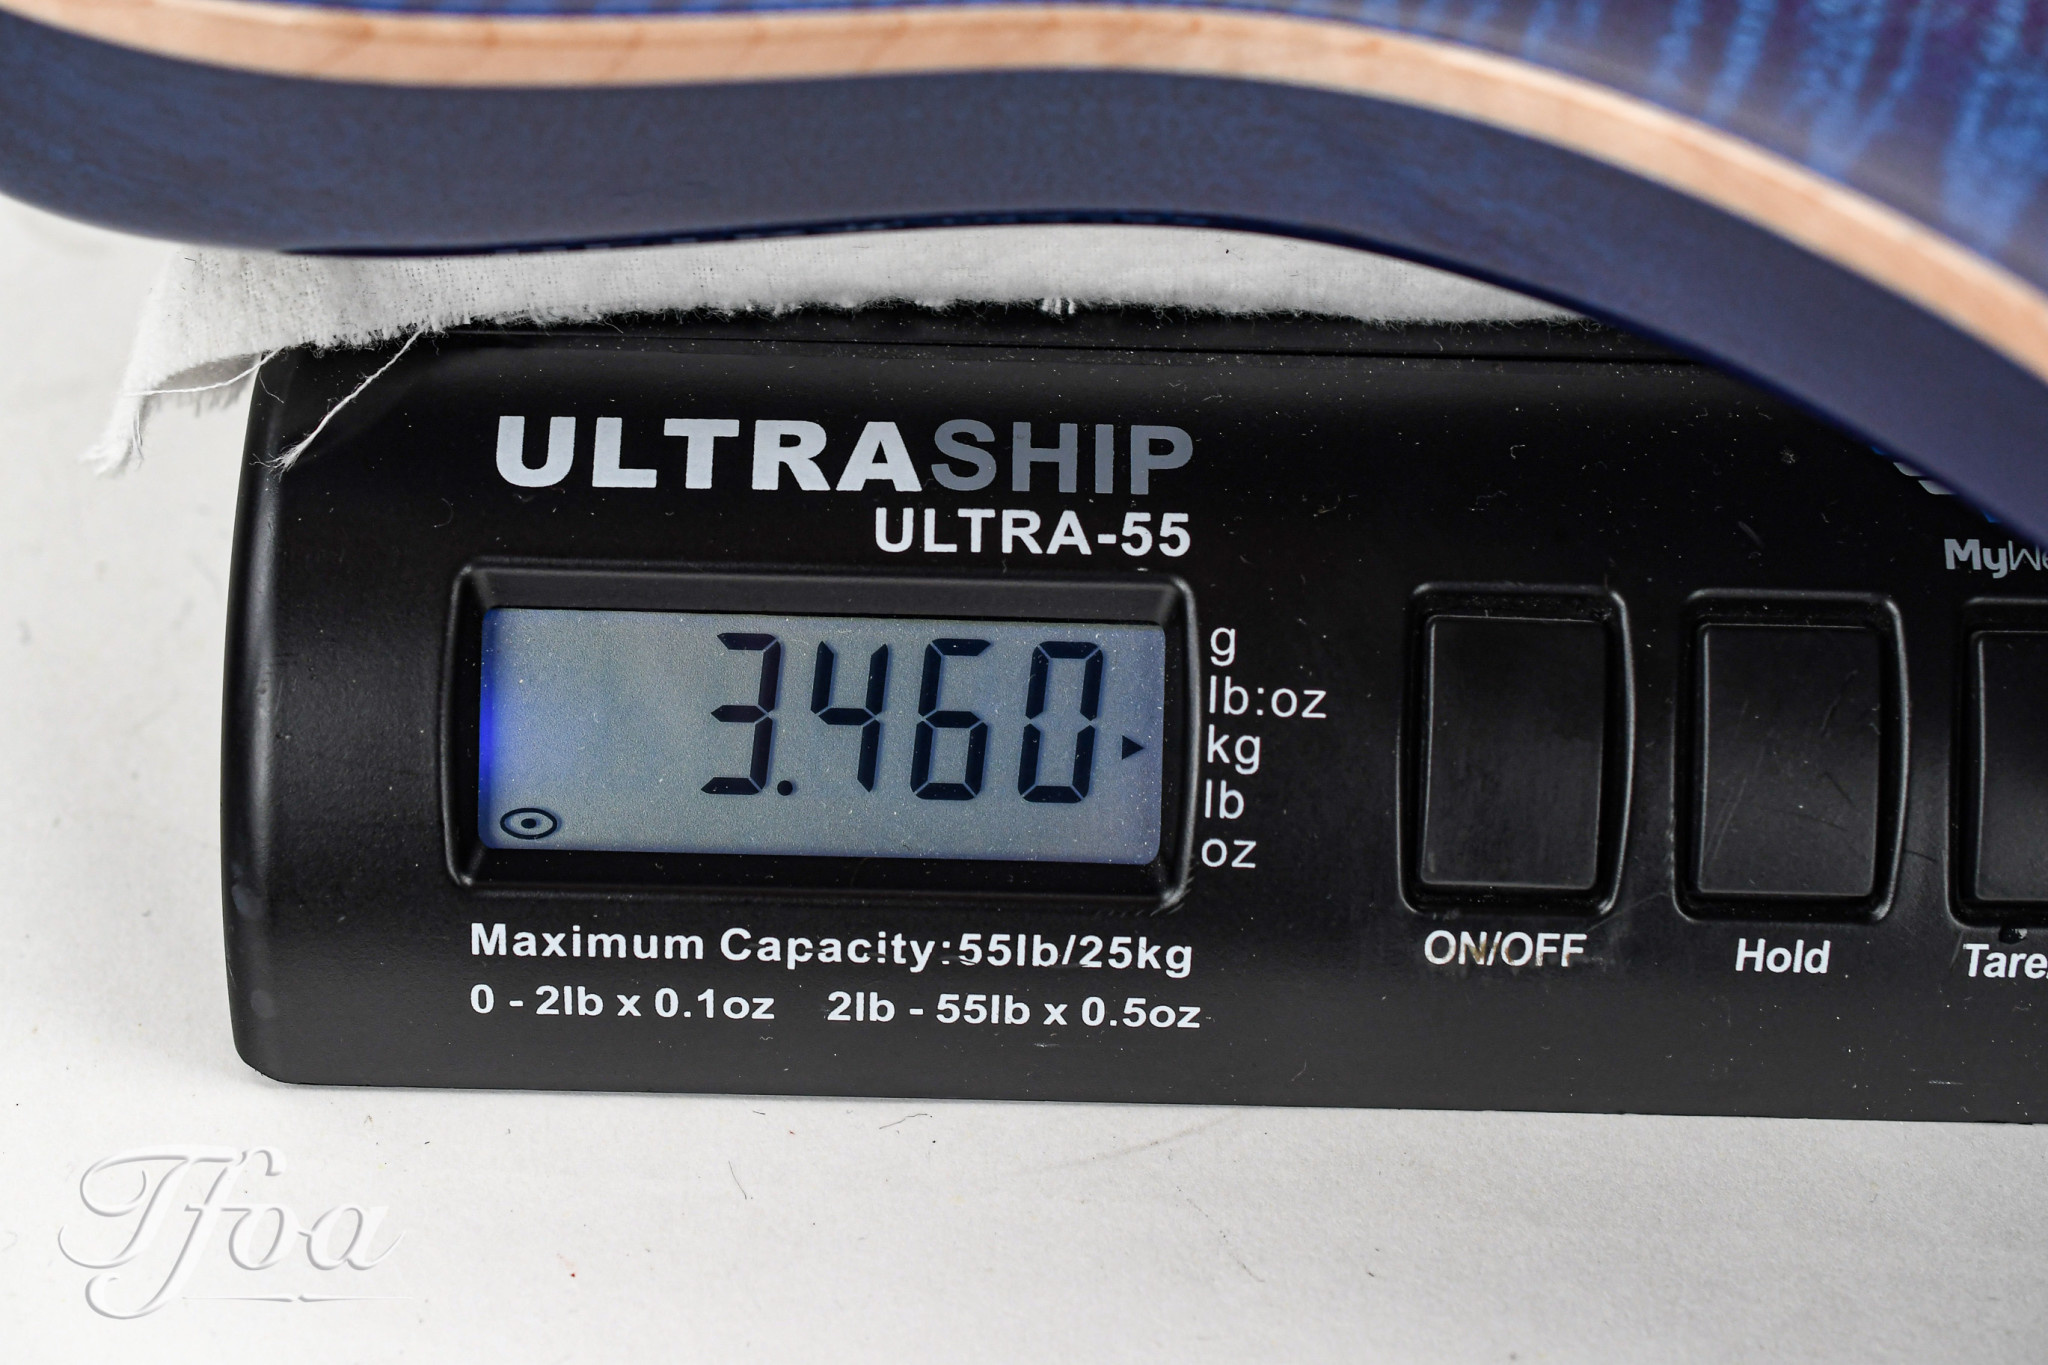 ULTRASHIP
ULTRA-55
My
3.460
g
lb:oz
kg
lb
oz
Maximum Capacity:55lb/25kg
0 - 2lb x 0.1oz 2lb - 55lb x 0.5oz
ON/OFF
Hold
Tare
Tfoa